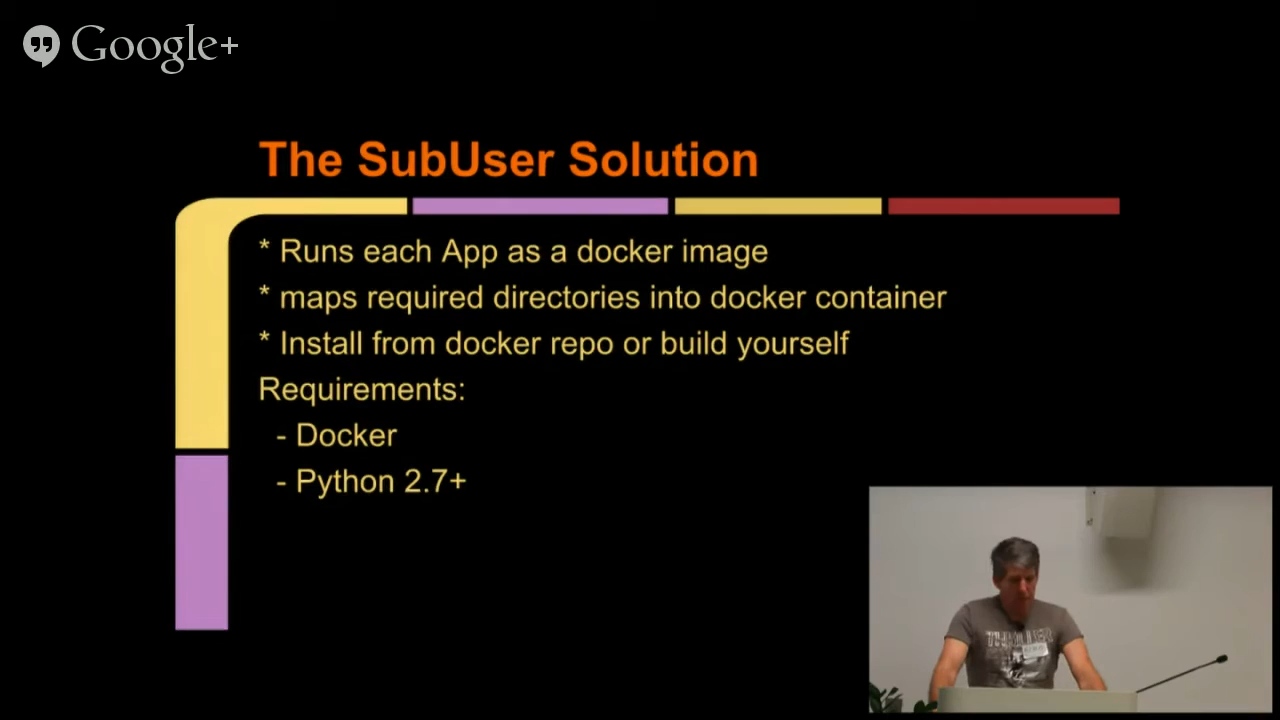 Google+
The SubUser Solution
* Runs each App as a docker image
* maps required directories into docker container
* Install from docker repo or build yourself
Requirements:
- Docker
- Python 2.7+